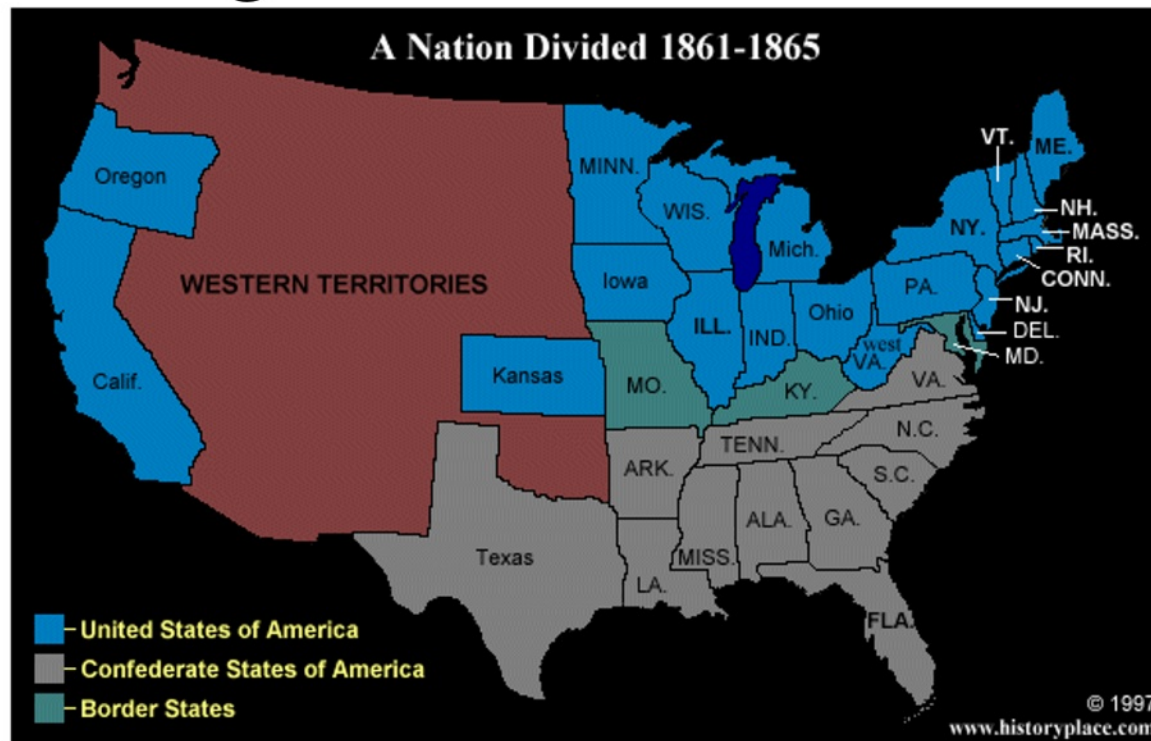 A Nation Divided 1861-1865
VT.
ME.
Oregon
MINN.
WIS.
Mich.
NY.
NH.
MASS.
RI.
CONN.
WESTERN TERRITORIES
Iowa
ILL.
IND.
Ohio
PA.
NJ.
DEL.
MD.
Calif.
Kansas
MO.
KY.
west
VA.
VA.
TENN.
N.C.
ARK.
S.C.
Texas
LA.
MISS.
ALA.
GA.
FLA.
United States of America
Confederate States of America
Border States
© 1997
www.historyplace.com